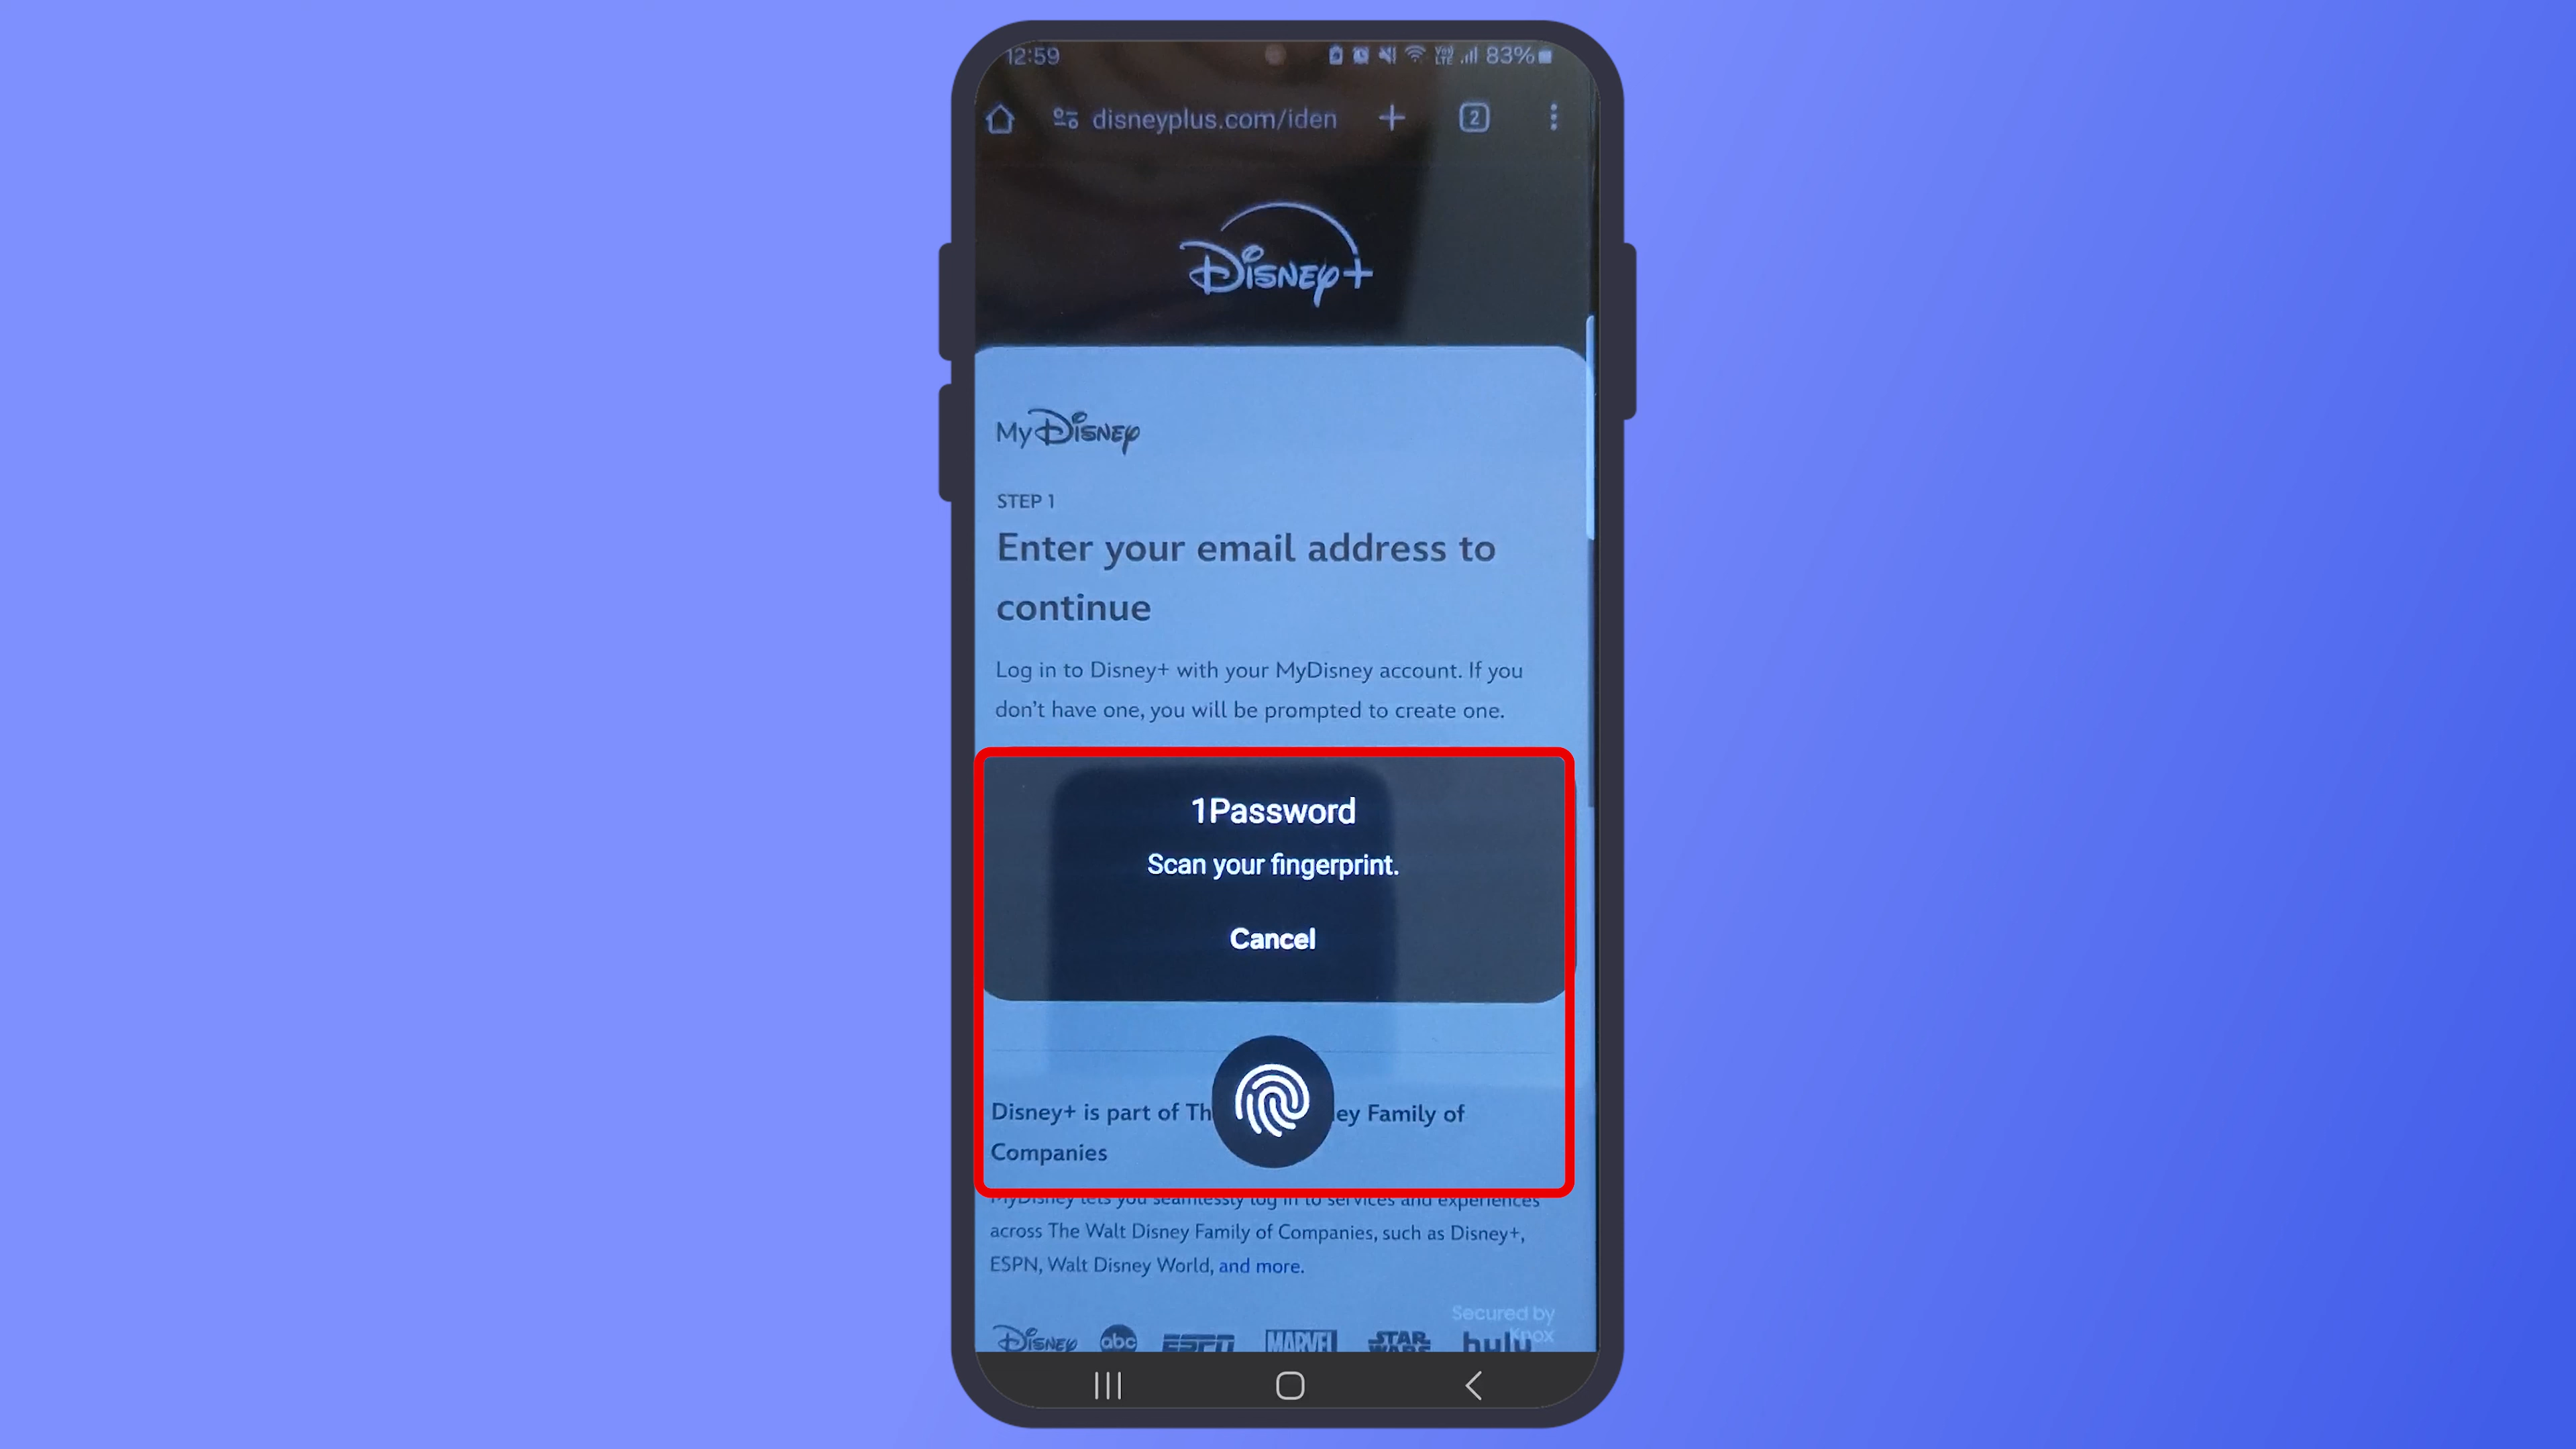 12:59
Vo)) LTE 83%
disneyplus.com/iden
2
Disney+
MyDisney
STEP 1
Enter your email address to
continue
Log in to Disney+ with your MyDisney account. If you
don't have one, you will be prompted to create one.
1Password
Scan your fingerprint.
Cancel
Disney+ is part of Th ey Family of
Companies
MyDisney lets you seamlessly log in to services and experiences
across The Walt Disney Family of Companies, such as Disney+,
ESPN, Walt Disney World, and more.
Secured by
Knox
Disney abc ESPN MARVEL STAR WARS hulu